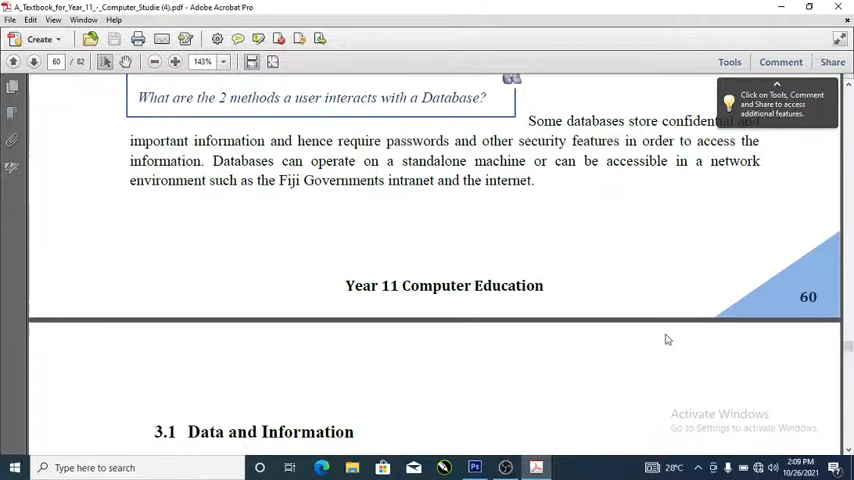 A_Textbook_for_Year_11_-_Computer_Studie (4).pdf - Adobe Acrobat Pro
File Edit View Window Help
Create
60 / 82 143% Tools Comment Share
Click on Tools, Comment
and Share to access
additional features.
What are the 2 methods a user interacts with a Database?
Some databases store confidential and
important information and hence require passwords and other security features in order to access the
information. Databases can operate on a standalone machine or can be accessible in a network
environment such as the Fiji Governments intranet and the internet.
Year 11 Computer Education
60
3.1 Data and Information
Activate Windows
Go to Settings to activate Windows.
Type here to search
Ps
28°C
2:09 PM
10/26/2021
7